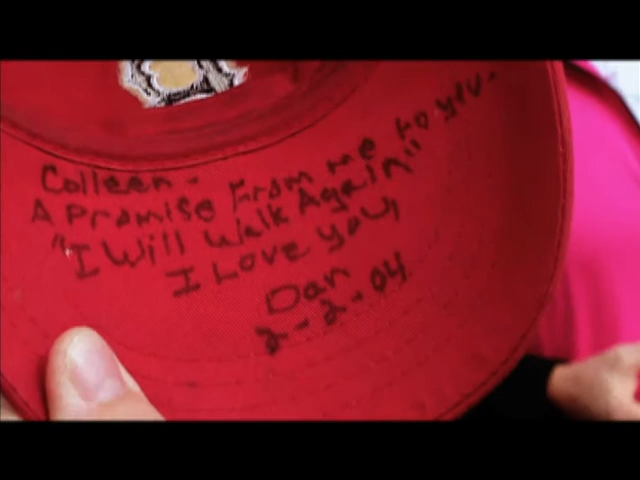 Colleen -
A Promise From me to you.
"I Will Walk Again"
I Love You,
Dan
2-2-04